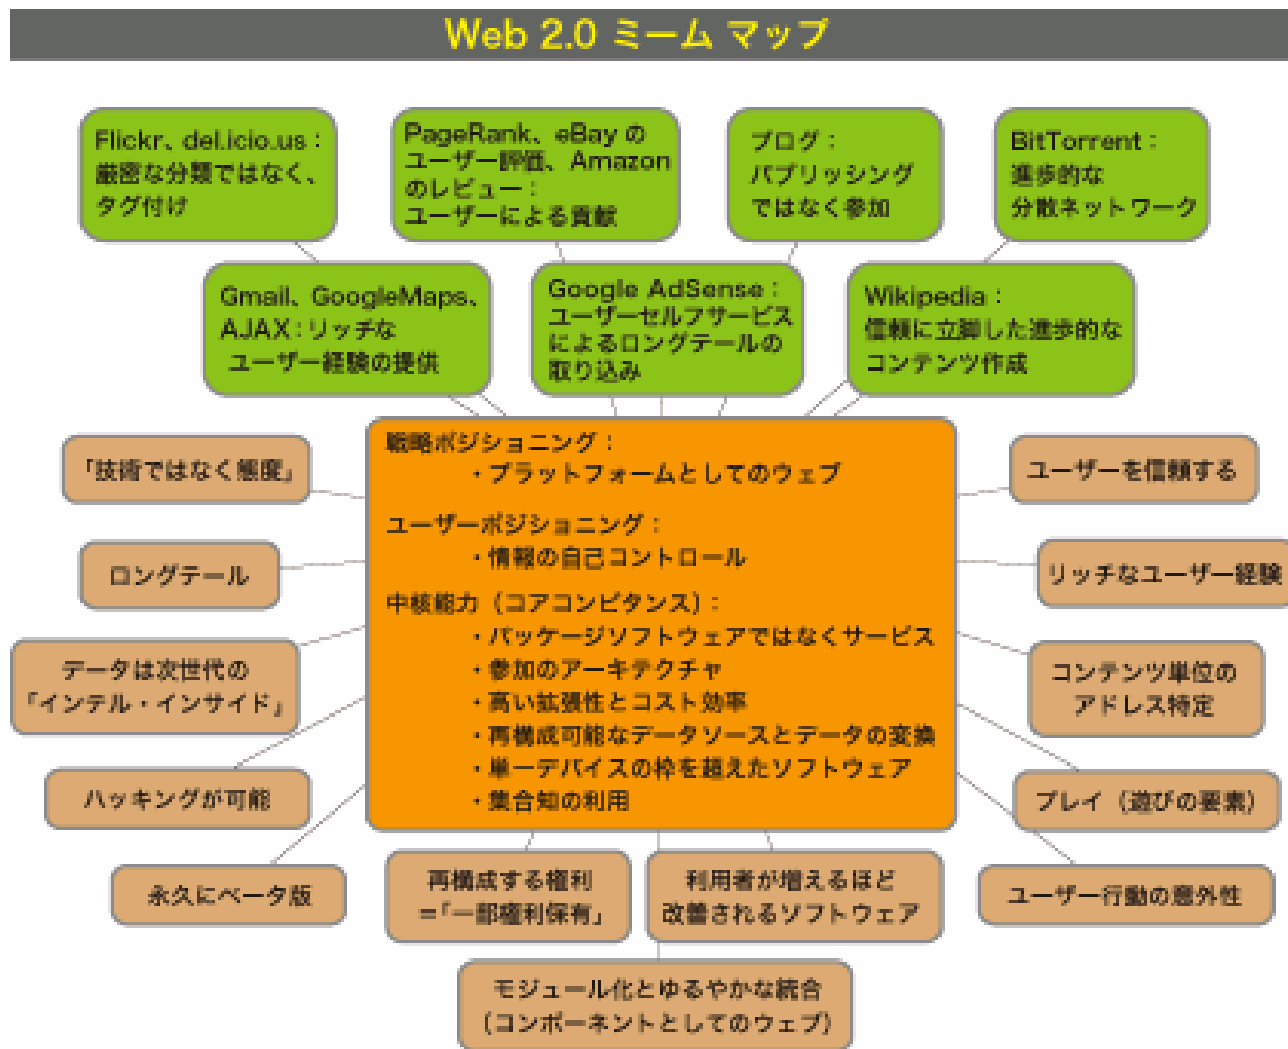 Web 2.0 ミーム マップ
Flickr、del.icio.us：
厳密な分類ではなく、
タグ付け
PageRank、eBay の
ユーザー評価、Amazon
のレビュー：
ユーザーによる貢献
ブログ：
パブリッシング
ではなく参加
BitTorrent：
進歩的な
分散ネットワーク
Gmail、GoogleMaps、
AJAX：リッチな
ユーザー経験の提供
Google AdSense：
ユーザーセルフサービス
によるロングテールの
取り込み
Wikipedia：
信頼に立脚した進歩的な
コンテンツ作成
戦略ポジショニング：
・プラットフォームとしてのウェブ
ユーザーポジショニング：
・情報の自己コントロール
中核能力（コアコンピタンス）：
・パッケージソフトウェアではなくサービス
・参加のアーキテクチャ
・高い拡張性とコスト効率
・再構成可能なデータソースとデータの変換
・単一デバイスの枠を超えたソフトウェア
・集合知の利用
「技術ではなく態度」
ロングテール
データは次世代の
「インテル・インサイド」
ハッキングが可能
永久にベータ版
ユーザーを信頼する
リッチなユーザー経験
コンテンツ単位の
アドレス特定
プレイ（遊びの要素）
ユーザー行動の意外性
再構成する権利
＝「一部権利保有」
利用者が増えるほど
改善されるソフトウェア
モジュール化とゆるやかな統合
（コンポーネントとしてのウェブ）